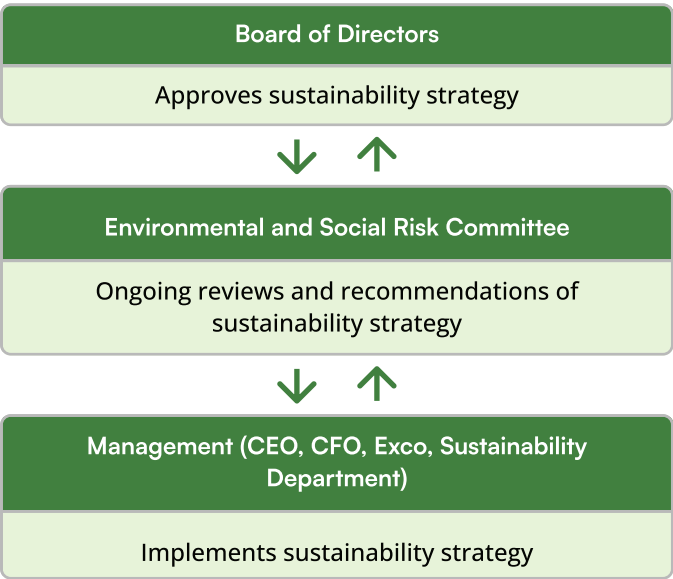 Board of Directors
Approves sustainability strategy
Environmental and Social Risk Committee
Ongoing reviews and recommendations of
sustainability strategy
Management (CEO, CFO, Exco, Sustainability
Department)
Implements sustainability strategy